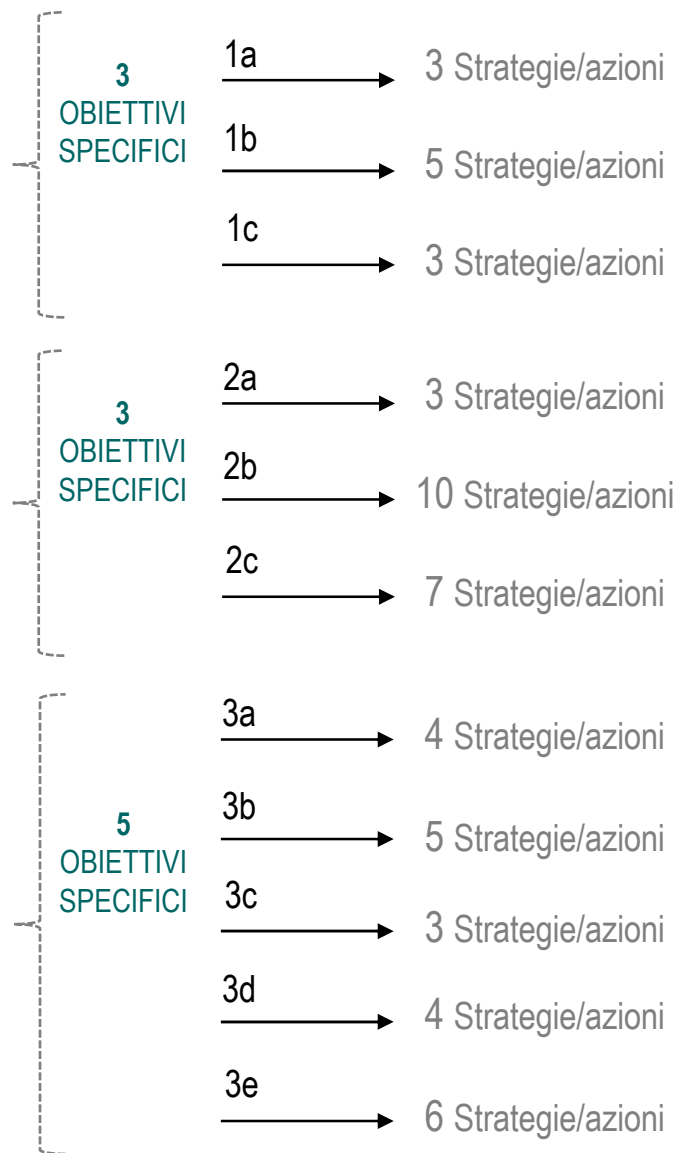 3
OBIETTIVI
SPECIFICI
1a
3 Strategie/azioni
1b
5 Strategie/azioni
1c
3 Strategie/azioni
3
OBIETTIVI
SPECIFICI
2a
3 Strategie/azioni
2b
10 Strategie/azioni
2c
7 Strategie/azioni
5
OBIETTIVI
SPECIFICI
3a
4 Strategie/azioni
3b
5 Strategie/azioni
3c
3 Strategie/azioni
3d
4 Strategie/azioni
3e
6 Strategie/azioni